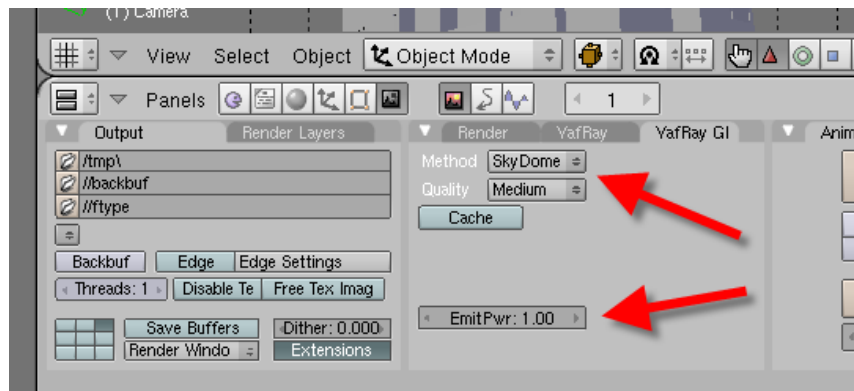 (1) Camera
View Select Object Object Mode
Panels 1
Output Render Layers Render YafRay YafRay GI Anim
/tmp\ Method SkyDome
//backbuf Quality Medium
//ftype Cache
Backbuf Edge Edge Settings
Threads: 1 Disable Te Free Tex Imag
EmitPwr: 1.00
Save Buffers Dither: 0.000
Render Windo Extensions